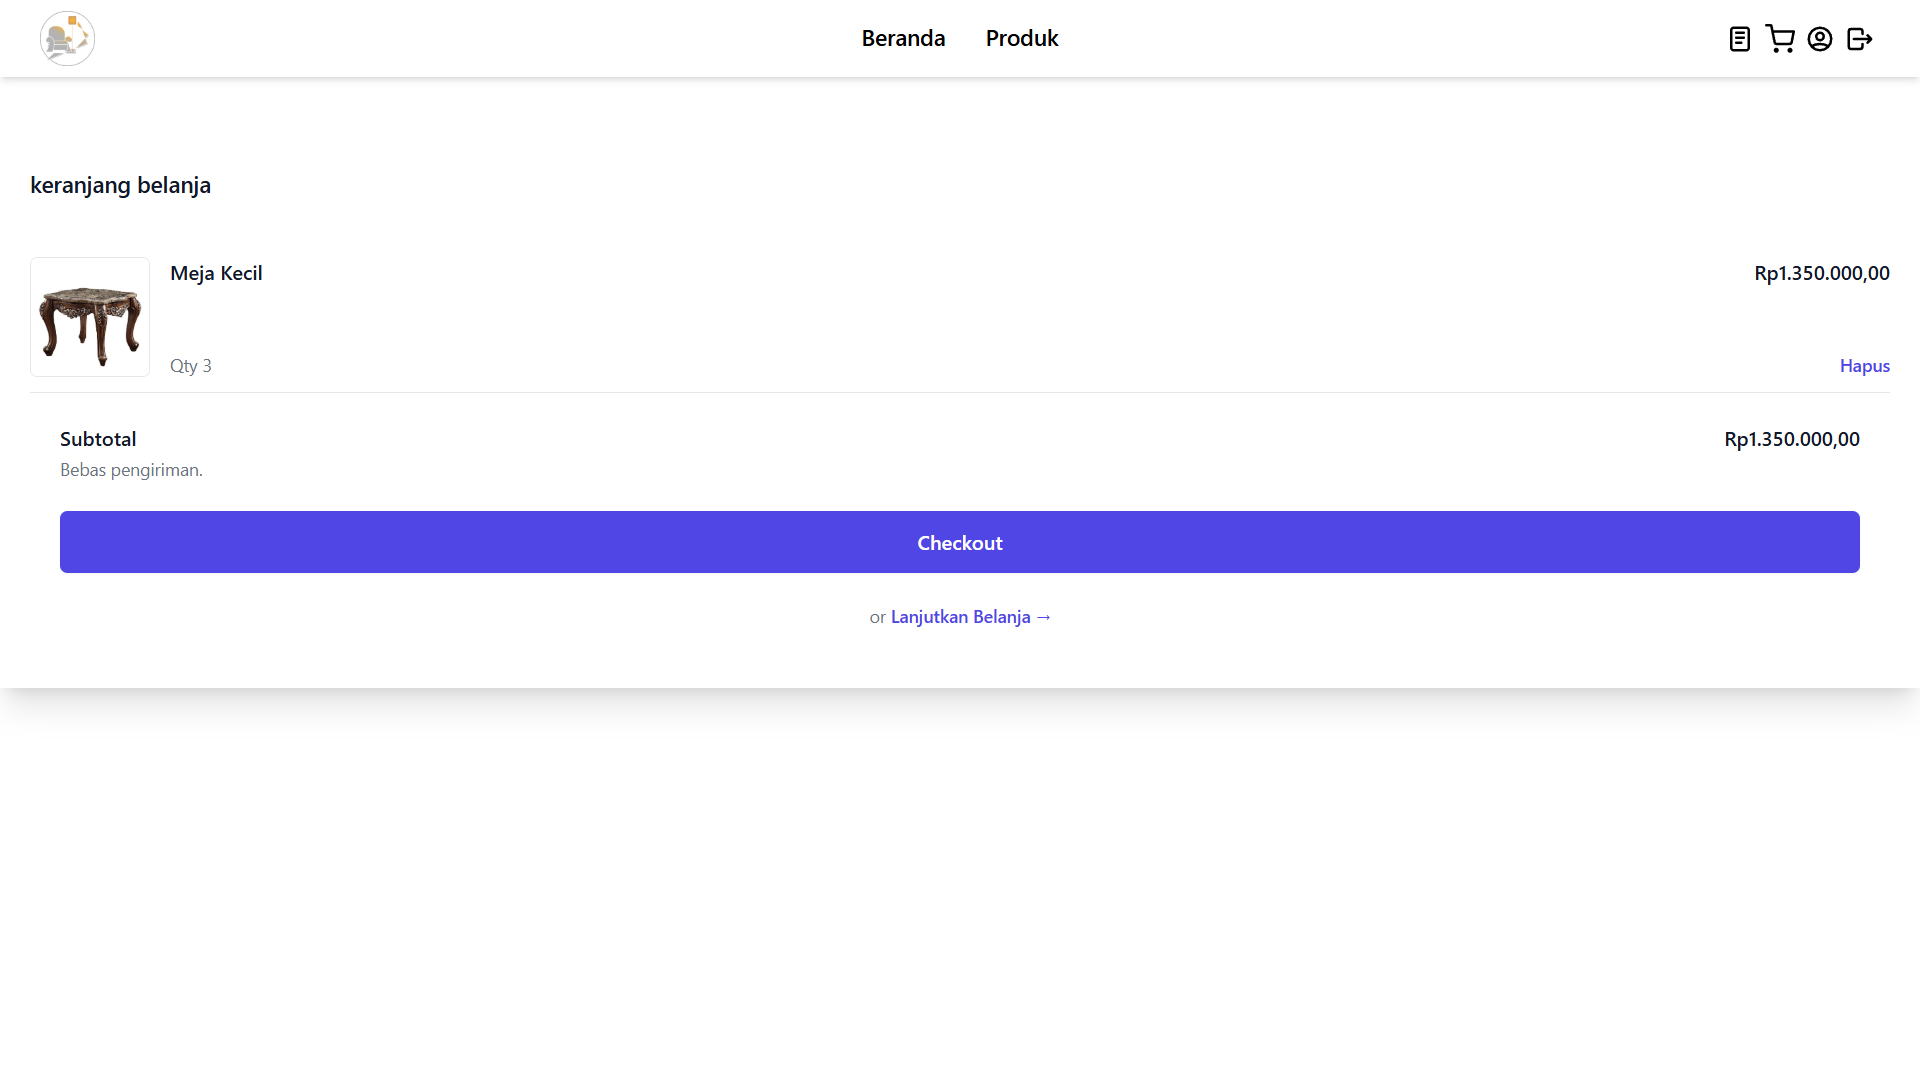 Beranda
Produk
keranjang belanja
Meja Kecil
Rp1.350.000,00
Qty 3
Hapus
Subtotal
Rp1.350.000,00
Bebas pengiriman.
Checkout
or Lanjutkan Belanja →